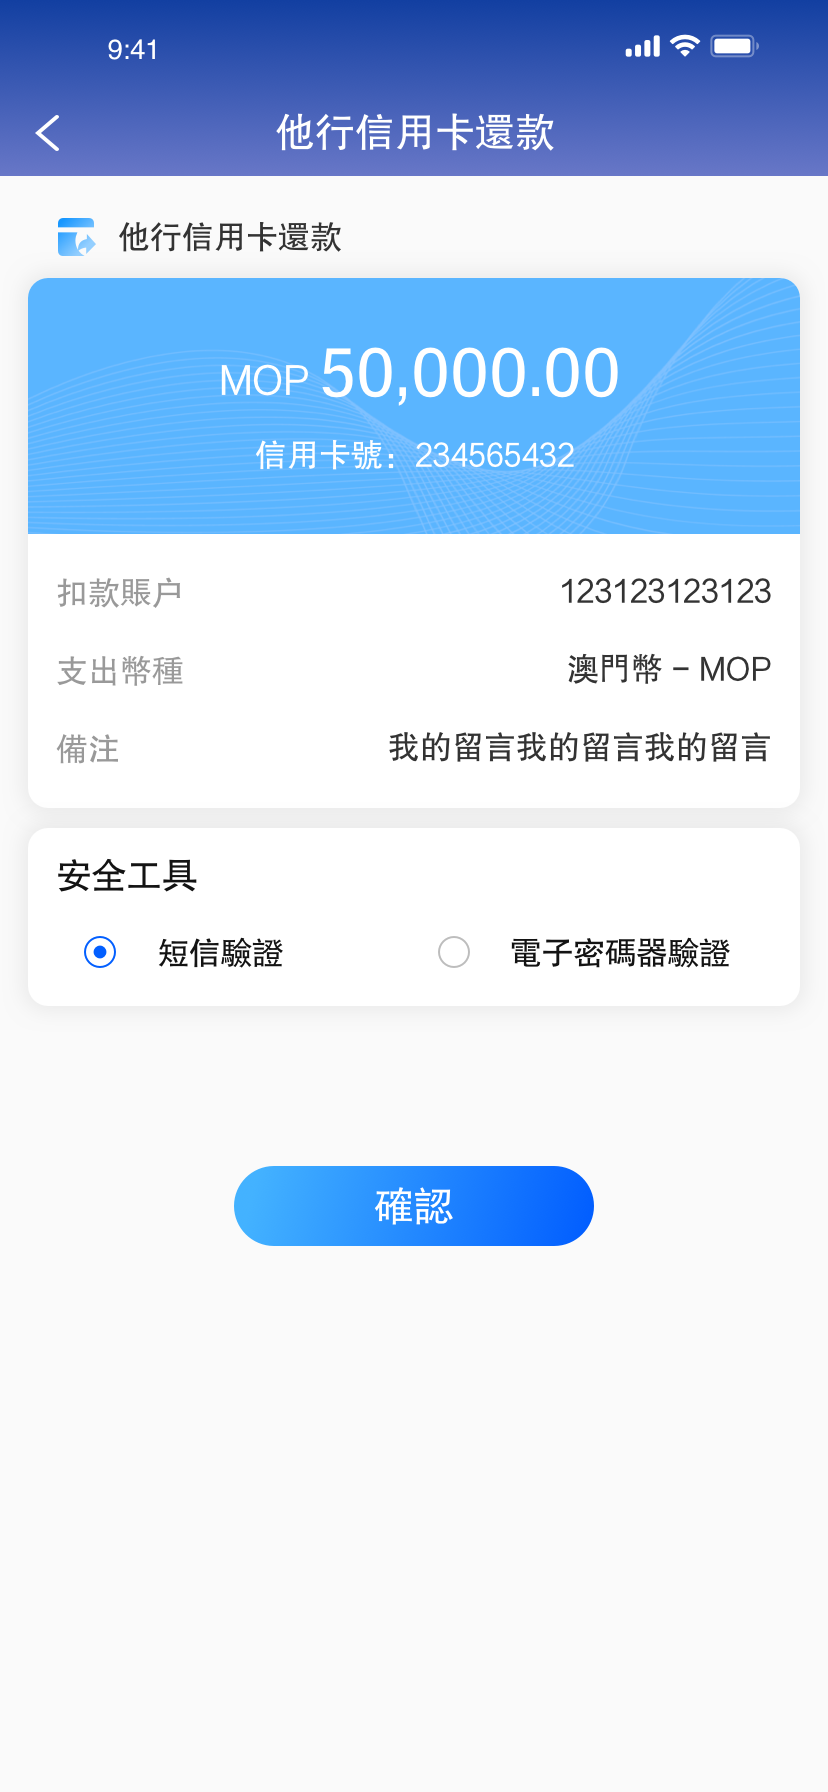 9:41
他行信用卡還款
他行信用卡還款
MOP 50,000.00
信用卡號：234565432
扣款賬户 123123123123
支出幣種 澳門幣 – MOP
備注 我的留言我的留言我的留言
安全工具
短信驗證 電子密碼器驗證
確認